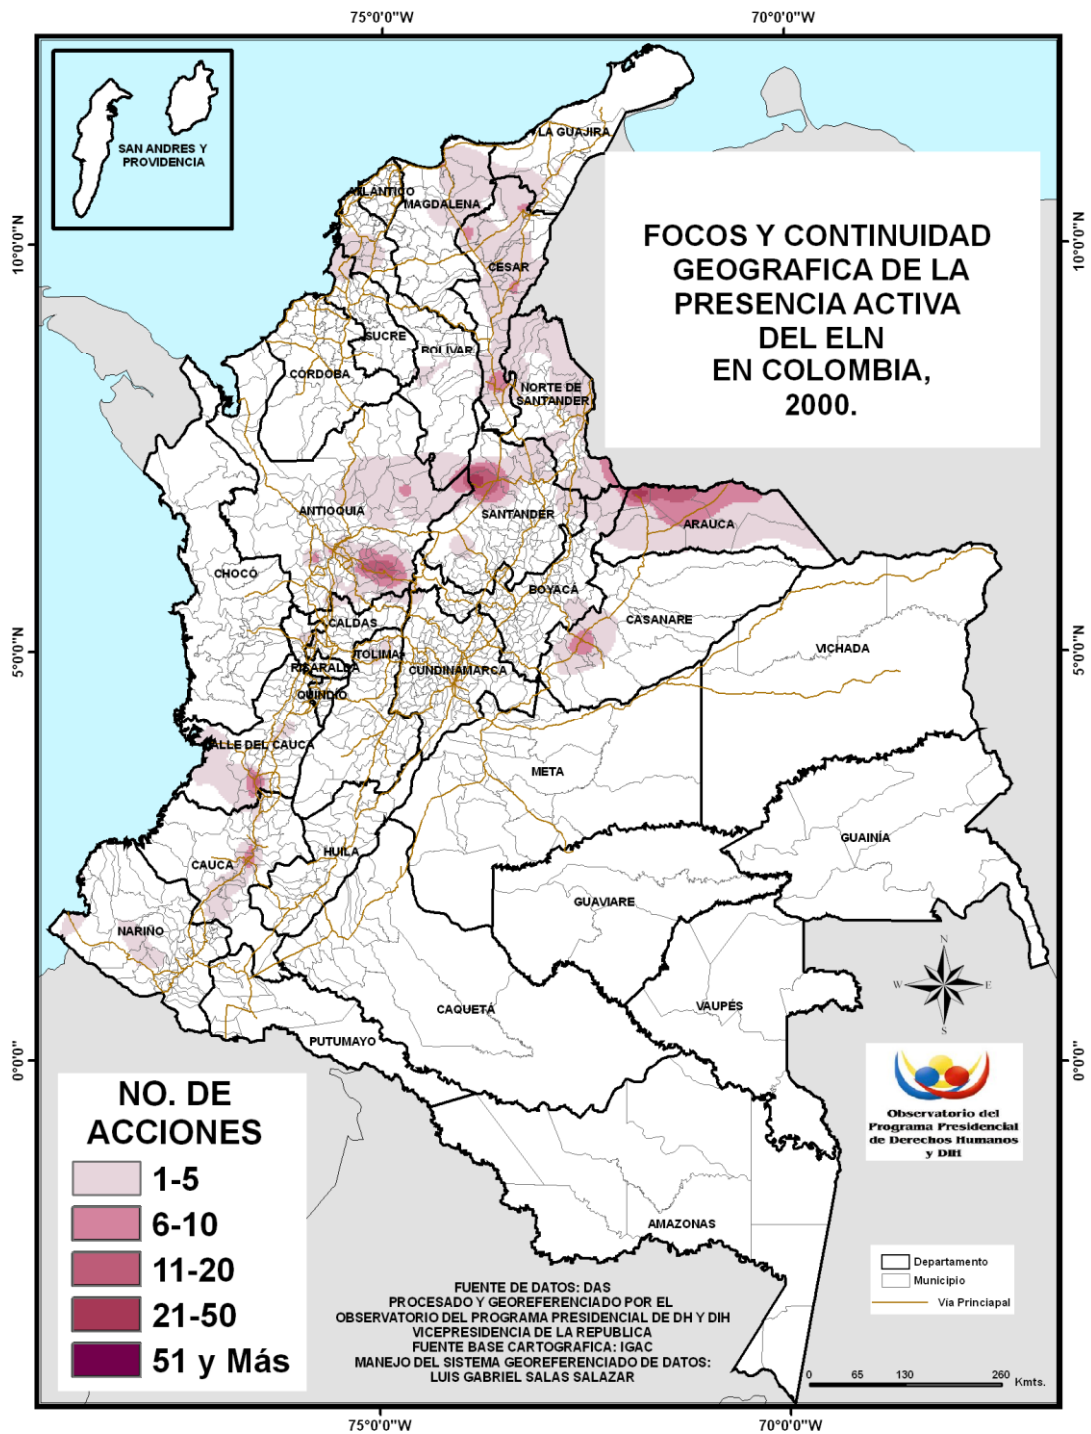 75°0'0"W
70°0'0"W
SAN ANDRES Y
PROVIDENCIA
LA GUAJIRA
ATLÁNTICO
MAGDALENA
10°0'0"N
10°0'0"N
FOCOS Y CONTINUIDAD
GEOGRAFICA DE LA
PRESENCIA ACTIVA
DEL ELN
EN COLOMBIA,
2000.
CESAR
SUCRE
BOLÍVAR
CÓRDOBA
NORTE DE
SANTANDER
ANTIOQUIA
SANTANDER
ARAUCA
CHOCÓ
BOYACÁ
CALDAS
CASANARE
VICHADA
TOLIMA
RISARALDA
CUNDINAMARCA
QUINDÍO
5°0'0"N
5°0'0"N
VALLE DEL CAUCA
META
GUAINÍA
HUILA
CAUCA
GUAVIARE
NARIÑO
N
W
E
S
CAQUETÁ
VAUPÉS
PUTUMAYO
0°0'0"
0°0'0"
NO. DE
ACCIONES
1-5
6-10
11-20
21-50
51 y Más
Observatorio del
Programa Presidencial
de Derechos Humanos
y DIH
AMAZONAS
Departamento
Municipio
Vía Princiapal
FUENTE DE DATOS: DAS
PROCESADO Y GEOREFERENCIADO POR EL
OBSERVATORIO DEL PROGRAMA PRESIDENCIAL DE DH Y DIH
VICEPRESIDENCIA DE LA REPUBLICA
FUENTE BASE CARTOGRAFICA: IGAC
MANEJO DEL SISTEMA GEOREFERENCIADO DE DATOS:
LUIS GABRIEL SALAS SALAZAR
0 65 130 260
Kmts.
75°0'0"W
70°0'0"W